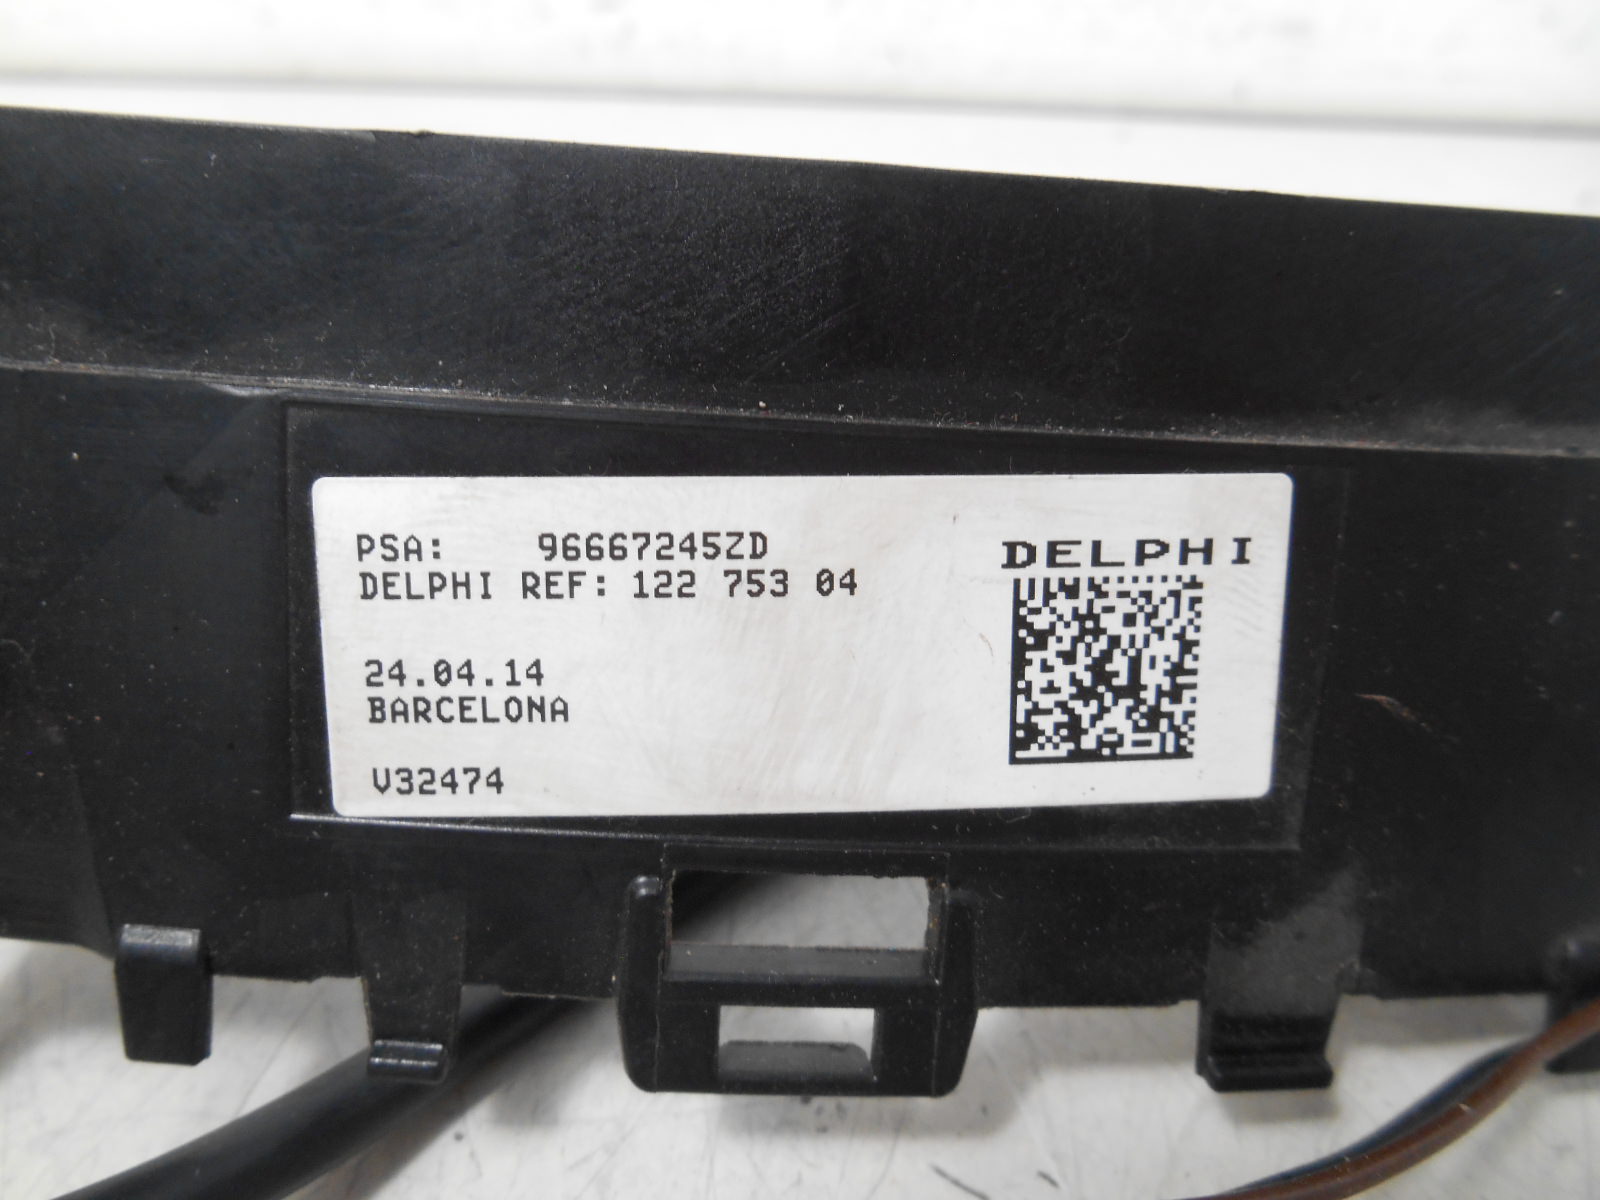 PSA: 96667245ZD
DELPHI REF: 122 753 04
DELPHI
24.04.14
BARCELONA
V32474